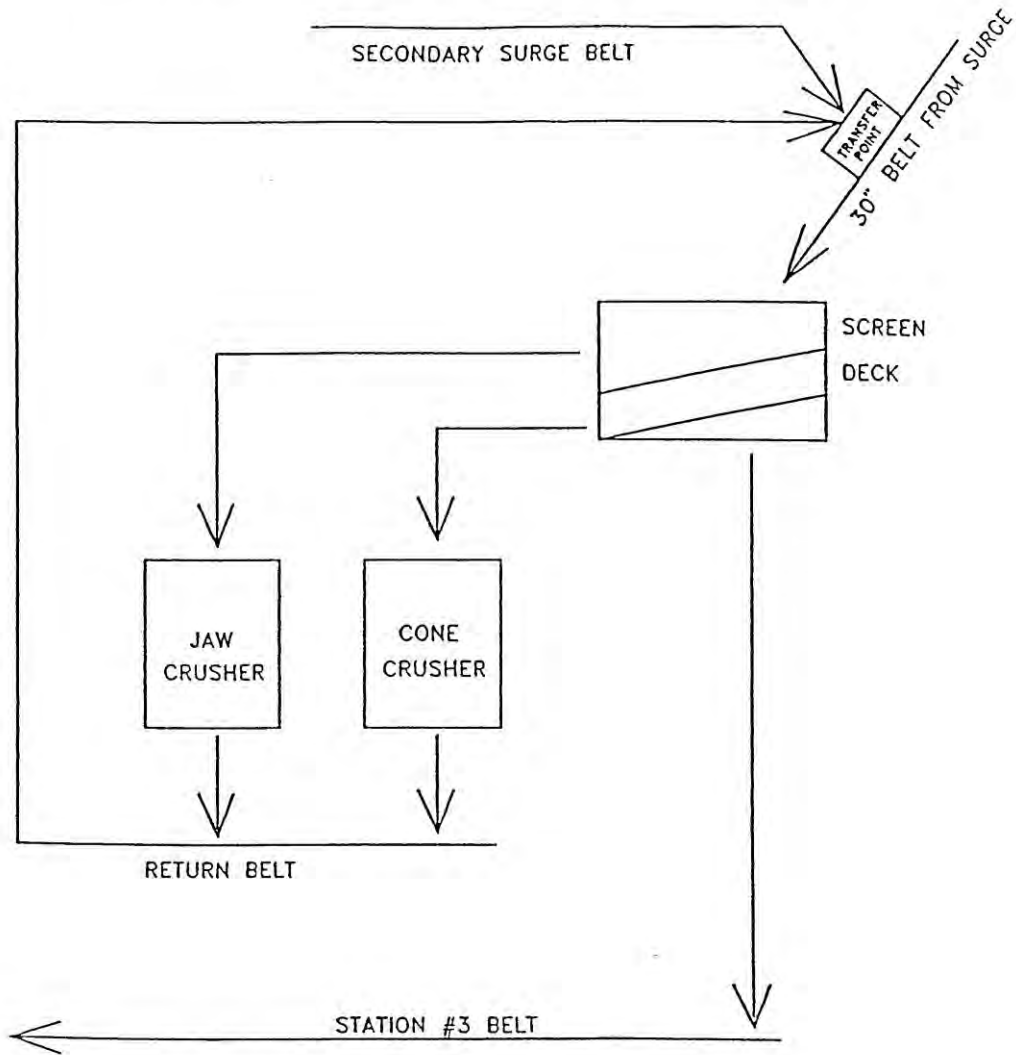 SECONDARY SURGE BELT
TRANSFER
POINT
30" BELT FROM SURGE
SCREEN
DECK
JAW
CRUSHER
CONE
CRUSHER
RETURN BELT
STATION #3 BELT